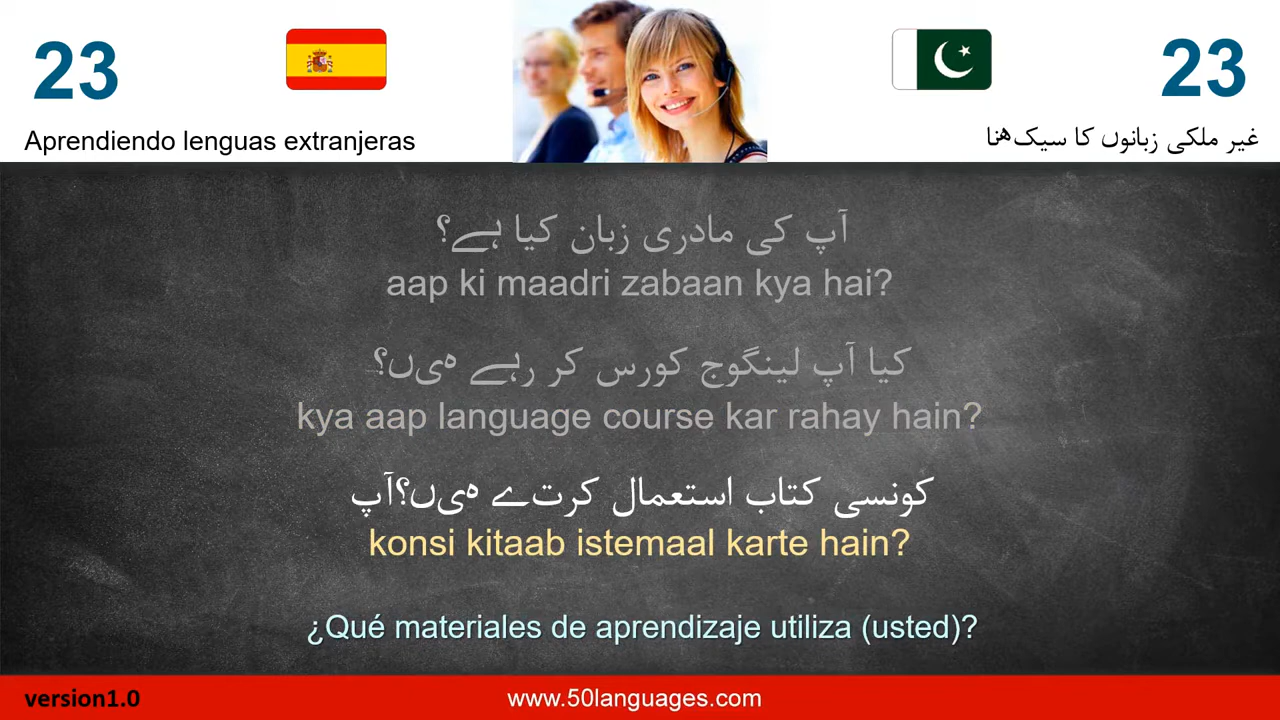 23
23
Aprendiendo lenguas extranjeras
غیر ملکی زبانوں کا سیکھنا
آپ کی مادری زبان کیا ہے؟
aap ki maadri zabaan kya hai?
کیا آپ لینگوج کورس کر رہے ہیں؟
kya aap language course kar rahay hain?
کونسی کتاب استعمال کرتے ہیں؟آپ
konsi kitaab istemaal karte hain?
¿Qué materiales de aprendizaje utiliza (usted)?
version1.0
www.50languages.com